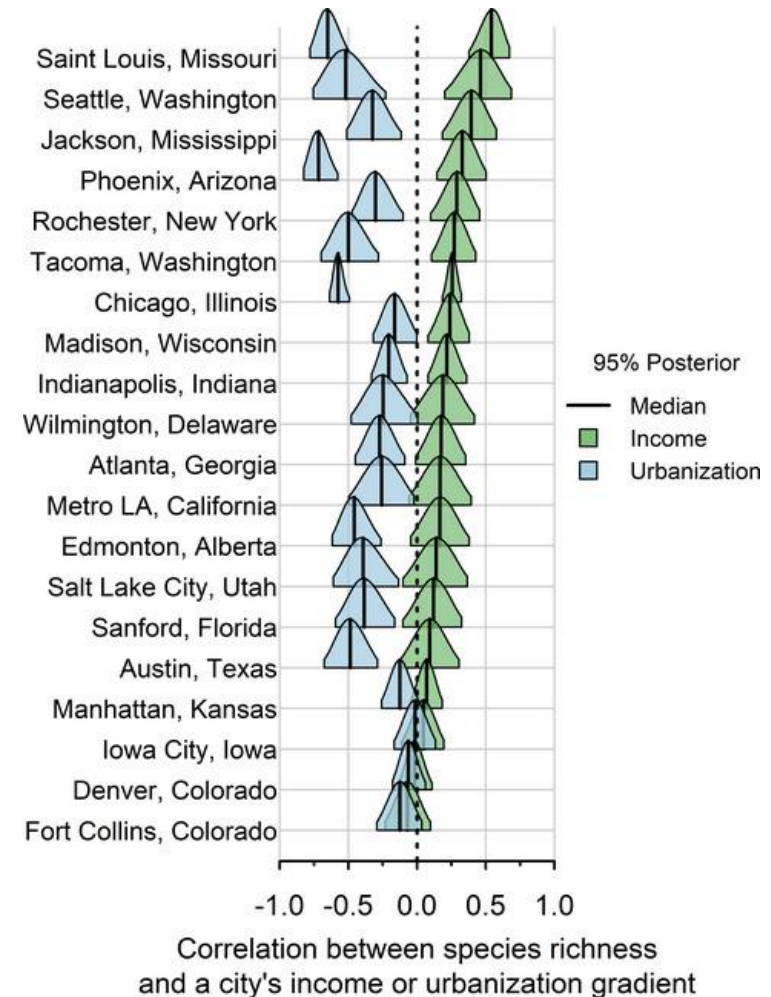 Saint Louis, Missouri
Seattle, Washington
Jackson, Mississippi
Phoenix, Arizona
Rochester, New York
Tacoma, Washington
Chicago, Illinois
Madison, Wisconsin
Indianapolis, Indiana
Wilmington, Delaware
Atlanta, Georgia
Metro LA, California
Edmonton, Alberta
Salt Lake City, Utah
Sanford, Florida
Austin, Texas
Manhattan, Kansas
Iowa City, Iowa
Denver, Colorado
Fort Collins, Colorado
-1.0 -0.5 0.0 0.5 1.0
Correlation between species richness
and a city's income or urbanization gradient
95% Posterior
Median
Income
Urbanization